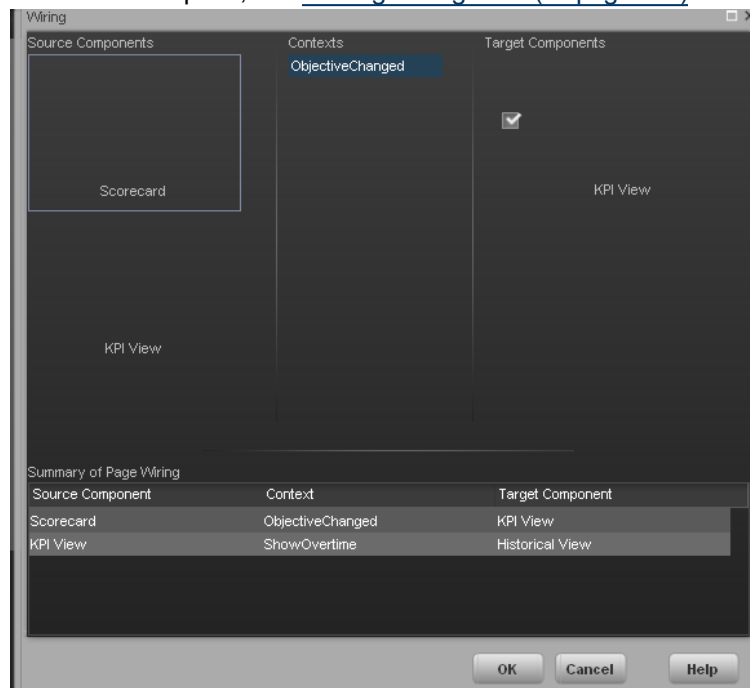 Wiring
Source Components Contexts Target Components
ObjectiveChanged
Scorecard KPI View
KPI View
Summary of Page Wiring
Source Component Context Target Component
Scorecard ObjectiveChanged KPI View
KPI View ShowOvertime Historical View
OK Cancel Help